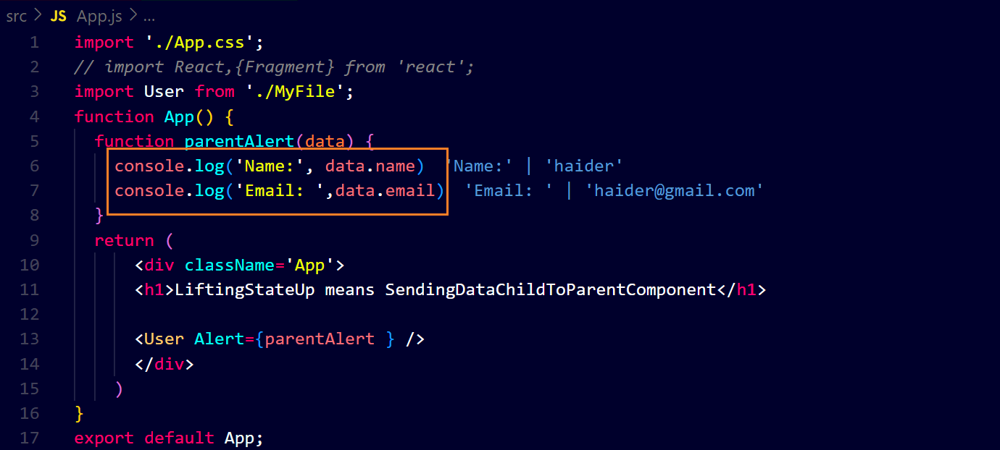 src > JS App.js > ...
1 import './App.css';
2 // import React,{Fragment} from 'react';
3 import User from './MyFile';
4 function App() {
5 function parentAlert(data) {
6 console.log('Name:', data.name) 'Name:' | 'haider'
7 console.log('Email: ',data.email) 'Email: ' | 'haider@gmail.com'
8 }
9 return (
10 <div className='App'>
11 <h1>LiftingStateUp means SendingDataChildToParentComponent</h1>
12
13 <User Alert={parentAlert } />
14 </div>
15 )
16 }
17 export default App;